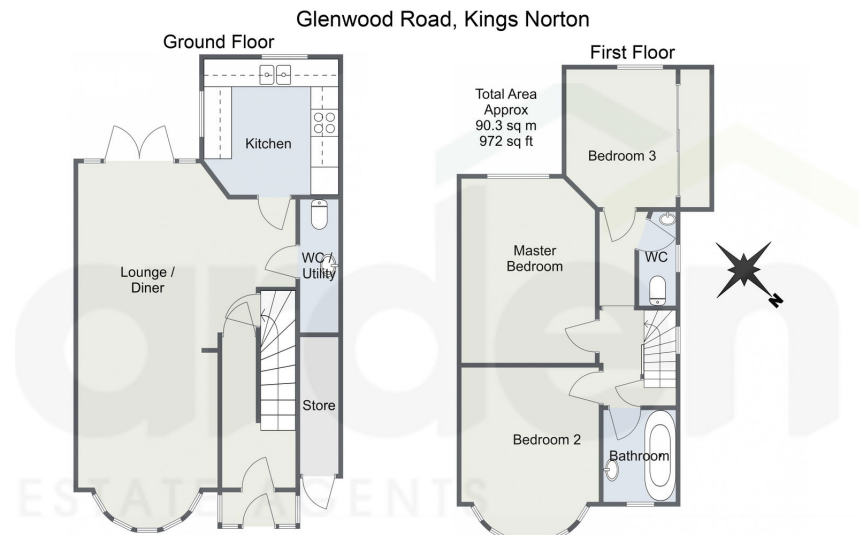 Glenwood Road, Kings Norton
Ground Floor
First Floor
Total Area
Approx
90.3 sq m
972 sq ft
Kitchen
Bedroom 3
Lounge /
Diner
WC /
Utility
Master
Bedroom
WC
N
Store
Bedroom 2
Bathroom
arden
ESTATE AGENTS